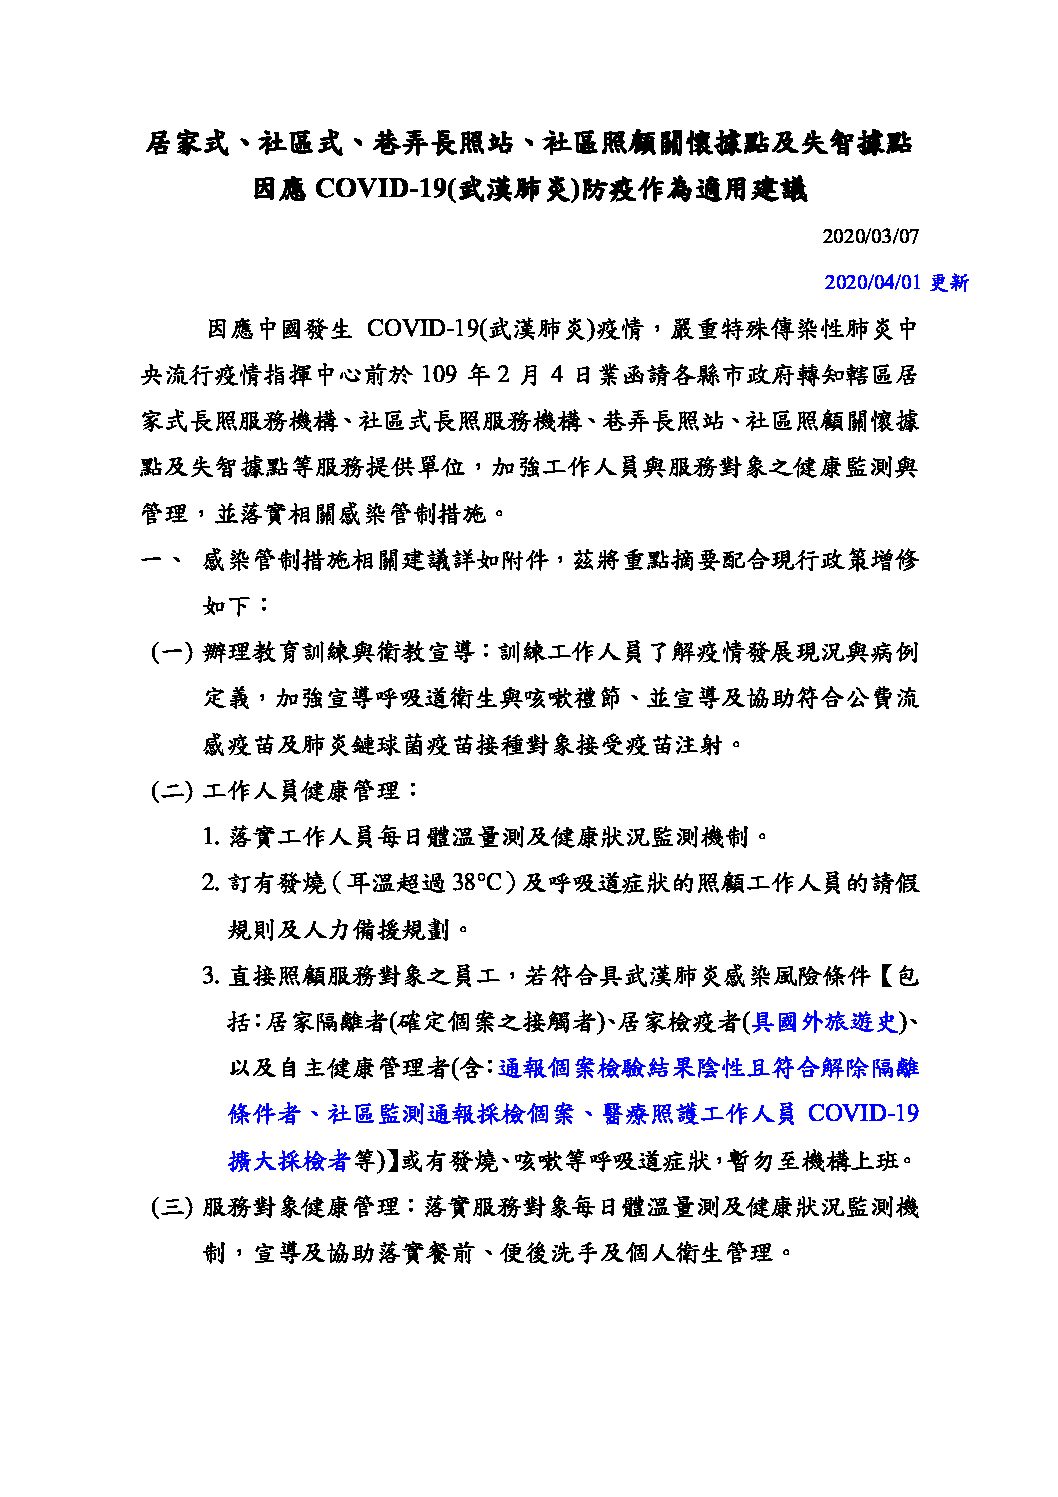 居家式、社區式、巷弄長照站、社區照顧關懷據點及失智據點
因應 COVID-19(武漢肺炎)防疫作為適用建議
2020/03/07
2020/04/01 更新
因應中國發生 COVID-19(武漢肺炎)疫情，嚴重特殊傳染性肺炎中
央流行疫情指揮中心前於 109 年 2 月 4 日業函請各縣市政府轉知轄區居
家式長照服務機構、社區式長照服務機構、巷弄長照站、社區照顧關懷據
點及失智據點等服務提供單位，加強工作人員與服務對象之健康監測與
管理，並落實相關感染管制措施。
一、 感染管制措施相關建議詳如附件，茲將重點摘要配合現行政策增修
如下：
(一) 辦理教育訓練與衛教宣導：訓練工作人員了解疫情發展現況與病例
定義，加強宣導呼吸道衛生與咳嗽禮節、並宣導及協助符合公費流
感疫苗及肺炎鏈球菌疫苗接種對象接受疫苗注射。
(二) 工作人員健康管理：
1. 落實工作人員每日體溫量測及健康狀況監測機制。
2. 訂有發燒（耳溫超過 38°C）及呼吸道症狀的照顧工作人員的請假
規則及人力備援規劃。
3. 直接照顧服務對象之員工，若符合具武漢肺炎感染風險條件【包
括：居家隔離者(確定個案之接觸者)、居家檢疫者(具國外旅遊史)、
以及自主健康管理者(含：通報個案檢驗結果陰性且符合解除隔離
條件者、社區監測通報採檢個案、醫療照護工作人員 COVID-19
擴大採檢者等)】或有發燒、咳嗽等呼吸道症狀，暫勿至機構上班。
(三) 服務對象健康管理：落實服務對象每日體溫量測及健康狀況監測機
制，宣導及協助落實餐前、便後洗手及個人衛生管理。